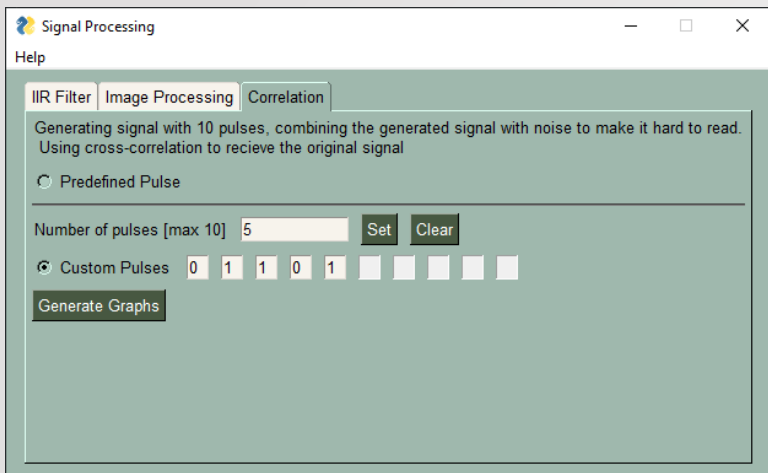 Signal Processing
Help
IIR Filter Image Processing Correlation
Generating signal with 10 pulses, combining the generated signal with noise to make it hard to read.
Using cross-correlation to recieve the original signal
Predefined Pulse
Number of pulses [max 10] 5 Set Clear
Custom Pulses 0 1 1 0 1
Generate Graphs